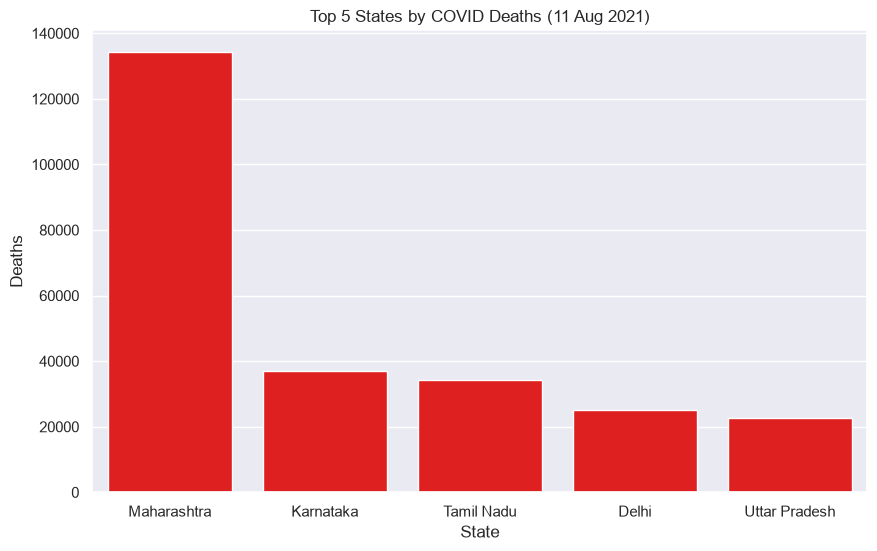 Top 5 States by COVID Deaths (11 Aug 2021)
140000
120000
100000
80000
60000
40000
20000
0
Deaths
Maharashtra Karnataka Tamil Nadu Delhi Uttar Pradesh
State